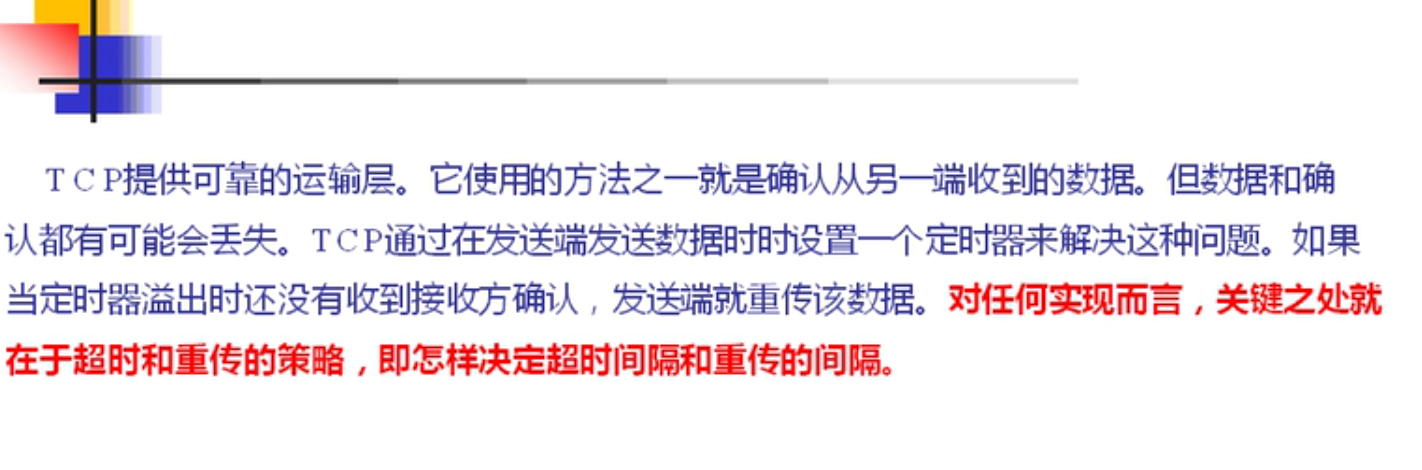 TCP提供可靠的运输层。它使用的方法之一就是确认从另一端收到的数据。但数据和确
认都有可能会丢失。TCP通过在发送端发送数据时时设置一个定时器来解决这种问题。如果
当定时器溢出时还没有收到接收方确认，发送端就重传该数据。对任何实现而言，关键之处就
在于超时和重传的策略，即怎样决定超时间隔和重传的间隔。